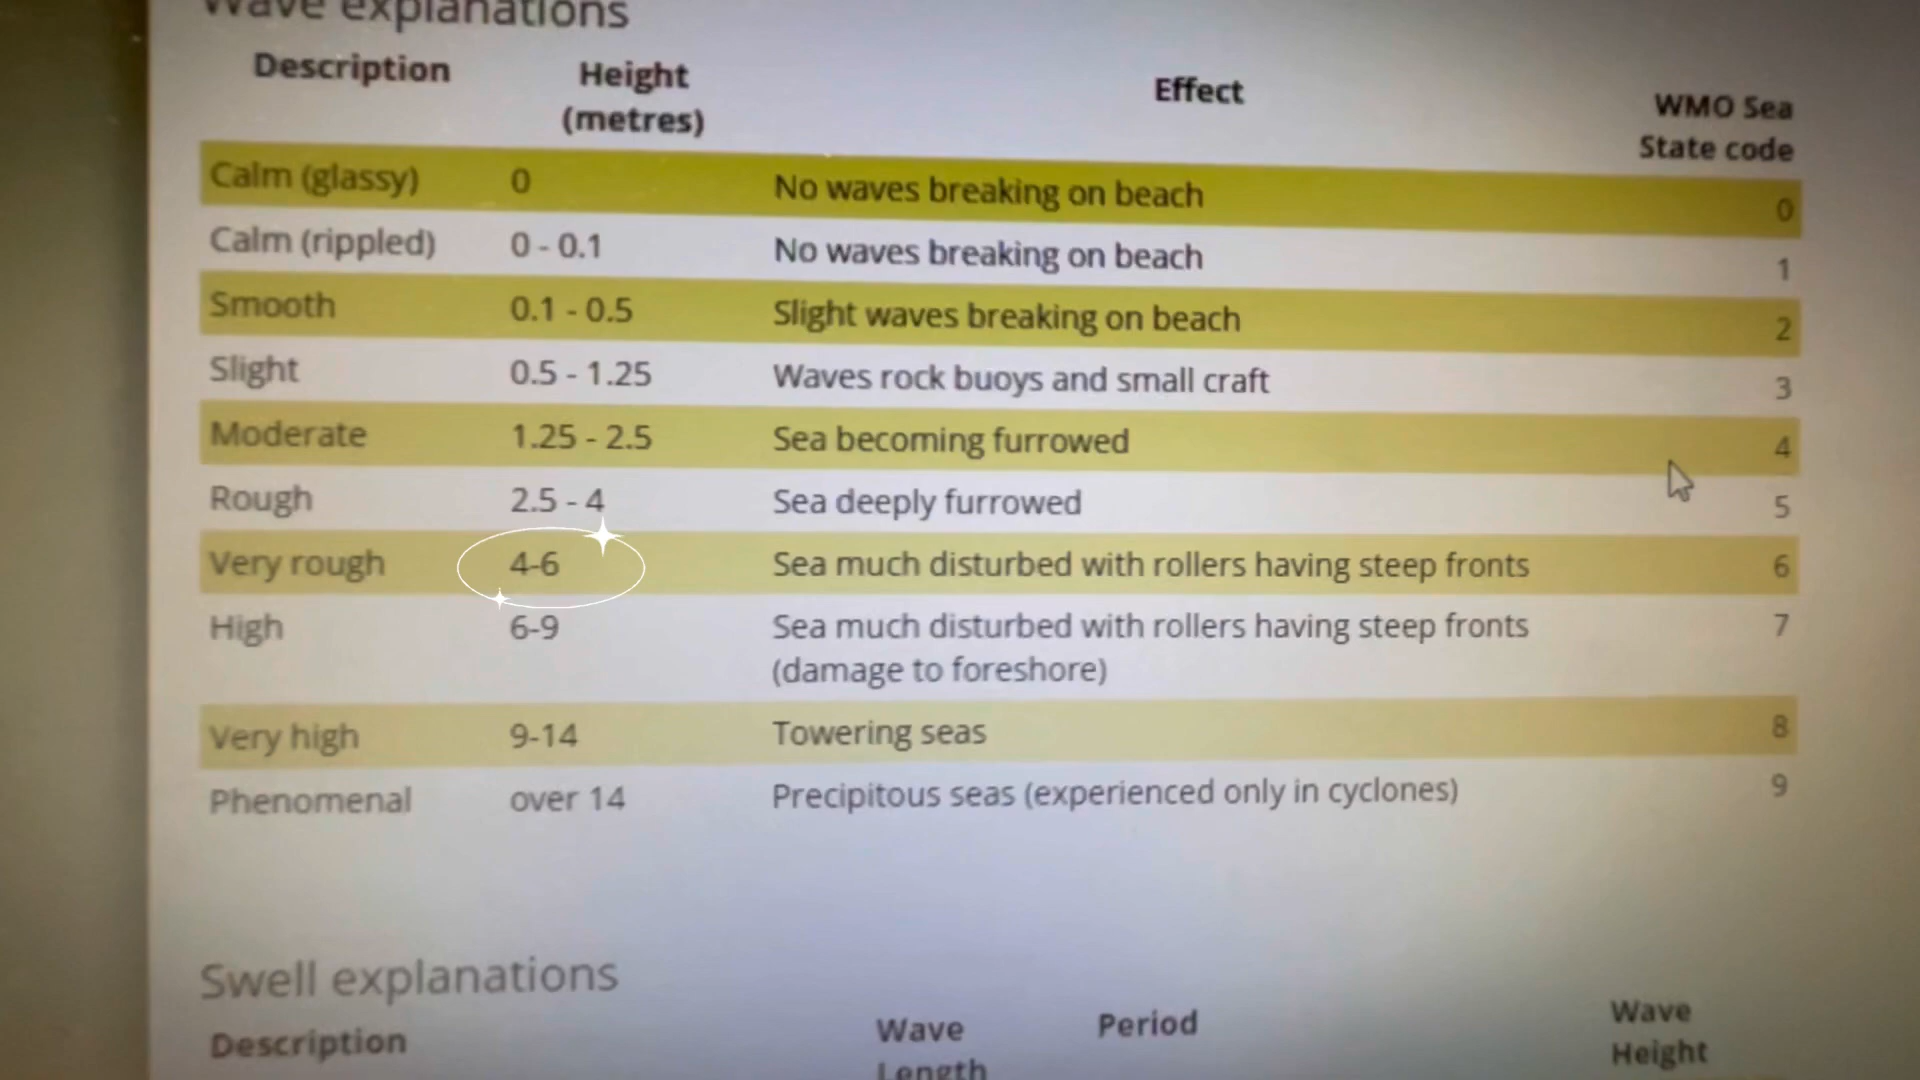 Wave explanations
Description Height (metres) Effect WMO Sea State code
Calm (glassy) 0 No waves breaking on beach 0
Calm (rippled) 0 - 0.1 No waves breaking on beach 1
Smooth 0.1 - 0.5 Slight waves breaking on beach 2
Slight 0.5 - 1.25 Waves rock buoys and small craft 3
Moderate 1.25 - 2.5 Sea becoming furrowed 4
Rough 2.5 - 4 Sea deeply furrowed 5
Very rough 4-6 Sea much disturbed with rollers having steep fronts 6
High 6-9 Sea much disturbed with rollers having steep fronts 7
(damage to foreshore)
Very high 9-14 Towering seas 8
Phenomenal over 14 Precipitous seas (experienced only in cyclones) 9
Swell explanations
Description Wave Length Period Wave Height